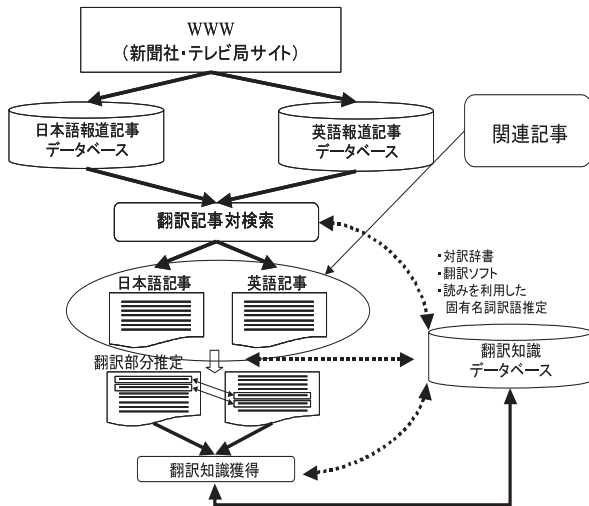 WWW
(新聞社・テレビ局サイト)
日本語報道記事
データベース
英語報道記事
データベース
関連記事
翻訳記事対検索
日本語記事
英語記事
・対訳辞書
・翻訳ソフト
・読みを利用した
固有名詞訳語推定
翻訳知識
データベース
翻訳部分推定
翻訳知識獲得